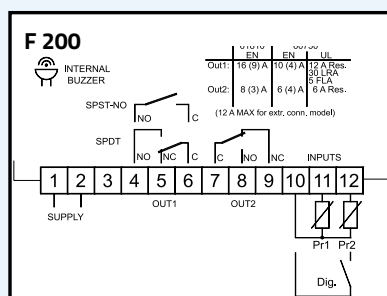 F 200
INTERNAL
BUZZER
EN EN UL
Out1: 16 (9) A 10 (4) A 12 A Res.
30 LRA
5 FLA
Out2: 8 (3) A 6 (4) A 6 A Res.
(12 A MAX for extr. conn. model)
SPST-NO
NO C
SPDT
NO NC C C NO NC INPUTS
1 2 3 4 5 6 7 8 9 10 11 12
SUPPLY OUT1 OUT2
Pr1 Pr2
Dig.